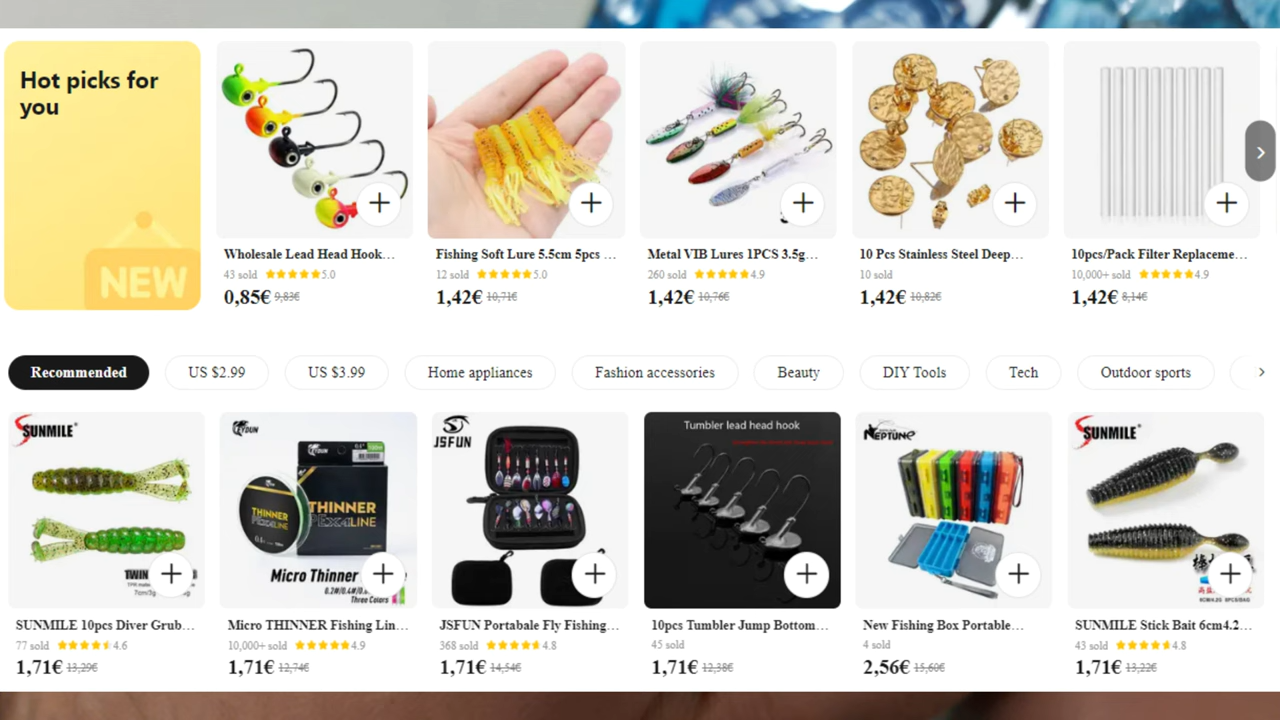 Hot picks for
you
NEW
Wholesale Lead Head Hook...
43 sold 5.0
0,85€ 9,83€
Fishing Soft Lure 5.5cm 5pcs ...
12 sold 5.0
1,42€ 10,71€
Metal VIB Lures 1PCS 3.5g...
260 sold 4.9
1,42€ 10,76€
10 Pcs Stainless Steel Deep...
10 sold
1,42€ 10,82€
10pcs/Pack Filter Replaceme...
10,000+ sold 4.9
1,42€ 8,14€
Recommended
US $2.99
US $3.99
Home appliances
Fashion accessories
Beauty
DIY Tools
Tech
Outdoor sports
SUNMILE
TWIN
SUNMILE 10pcs Diver Grub...
77 sold 4.6
1,71€ 13,29€
THINNER
PEX4LINE
Micro Thinner
Three Colors
Micro THINNER Fishing Lin...
10,000+ sold 4.9
1,71€ 12,74€
JSFUN
JSFUN Portabale Fly Fishing...
368 sold 4.8
1,71€ 14,54€
Tumbler lead head hook
10pcs Tumbler Jump Bottom...
45 sold
1,71€ 12,38€
NEPTUNE
New Fishing Box Portable...
4 sold
2,56€ 15,60€
SUNMILE
SUNMILE Stick Bait 6cm4.2...
43 sold 4.8
1,71€ 13,22€